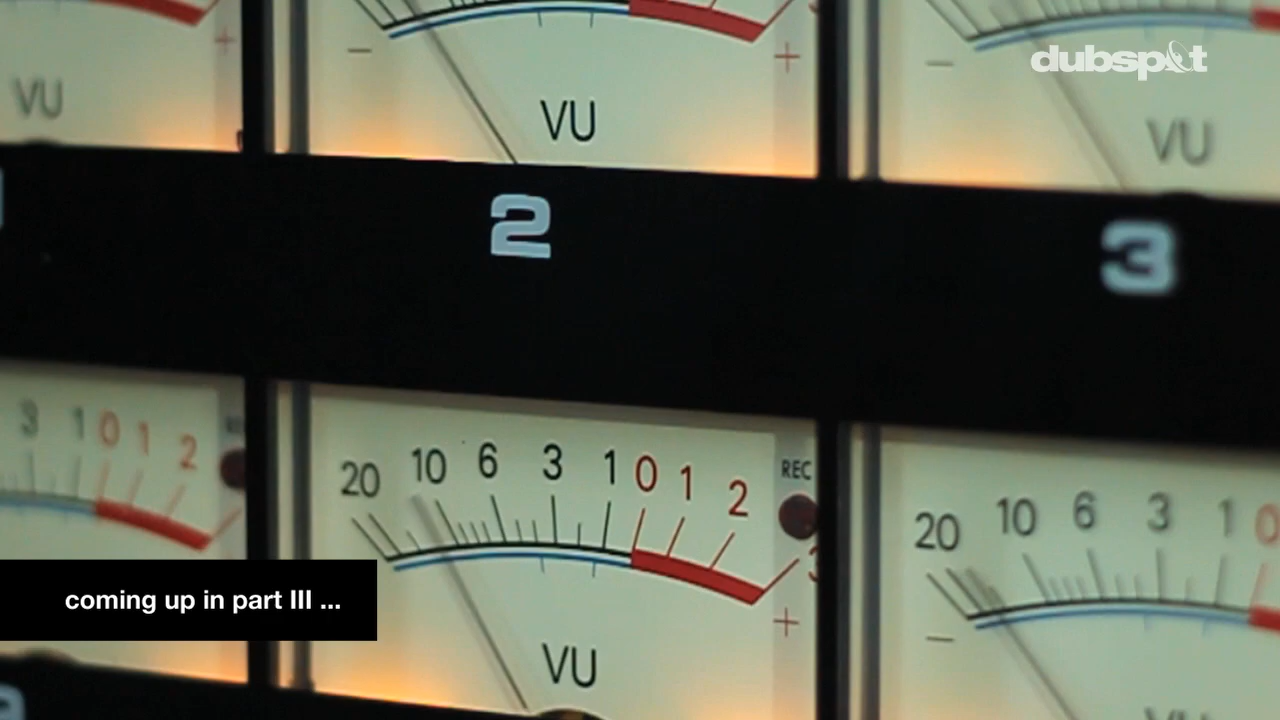 dubspot
VU
VU
VU
2
3
3 1 0 1 2
20 10 6 3 1 0 1 2
REC
20 10 6 3 1 0
coming up in part III ...
VU